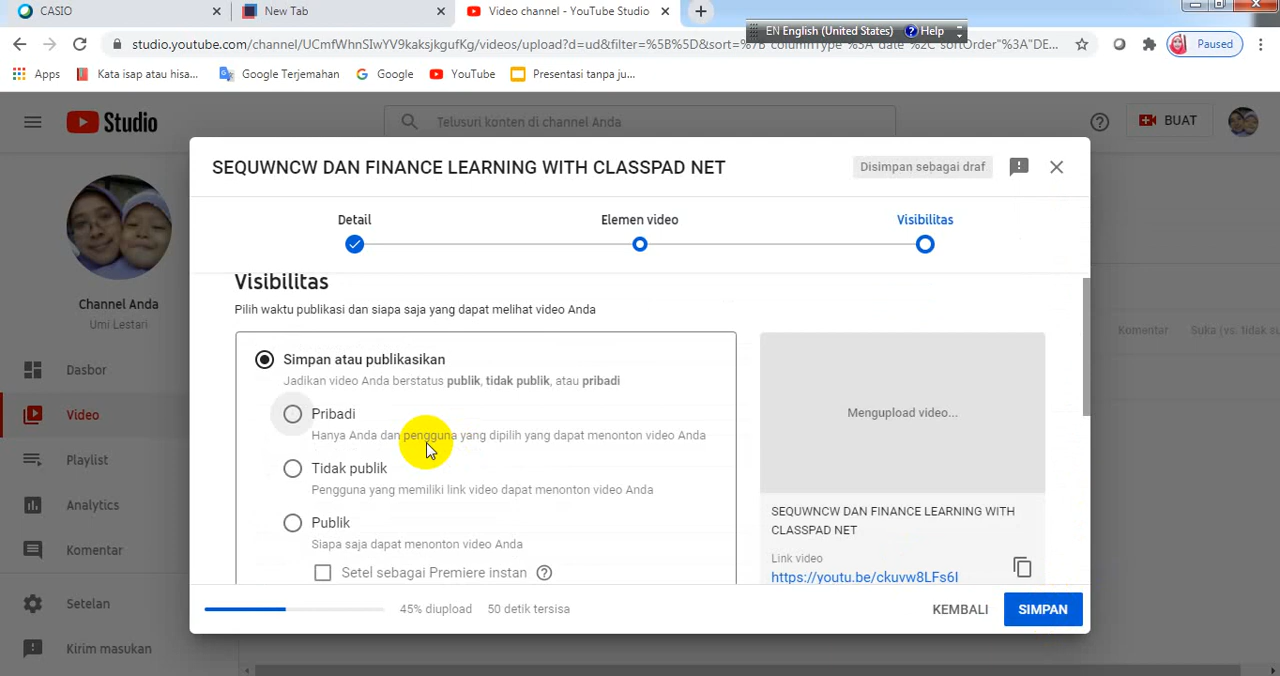 CASIO
New Tab
Video channel - YouTube Studio
EN English (United States)
Help
studio.youtube.com/channel/UCmfWhnSIwYV9kaksjkgufKg/videos/upload?d=ud&filter=%5B%5D&sort=%7B"columnType"%3A"date"%2C"sortOrder"%3A"DE...
Paused
Apps
Kata isap atau hisa...
Google Terjemahan
Google
YouTube
Presentasi tanpa ju...
Studio
Telusuri konten di channel Anda
BUAT
SEQUWNCW DAN FINANCE LEARNING WITH CLASSPAD NET
Disimpan sebagai draf
Detail
Elemen video
Visibilitas
Channel Anda
Umi Lestari
Dasbor
Video
Playlist
Analytics
Komentar
Setelan
Kirim masukan
Visibilitas
Pilih waktu publikasi dan siapa saja yang dapat melihat video Anda
Simpan atau publikasikan
Jadikan video Anda berstatus publik, tidak publik, atau pribadi
Pribadi
Hanya Anda dan pengguna yang dipilih yang dapat menonton video Anda
Tidak publik
Pengguna yang memiliki link video dapat menonton video Anda
Publik
Siapa saja dapat menonton video Anda
Setel sebagai Premiere instan
Mengupload video...
SEQUWNCW DAN FINANCE LEARNING WITH
CLASSPAD NET
Link video
https://youtu.be/ckuvw8LFs6I
Komentar
Suka (vs. tidak su
45% diupload
50 detik tersisa
KEMBALI
SIMPAN